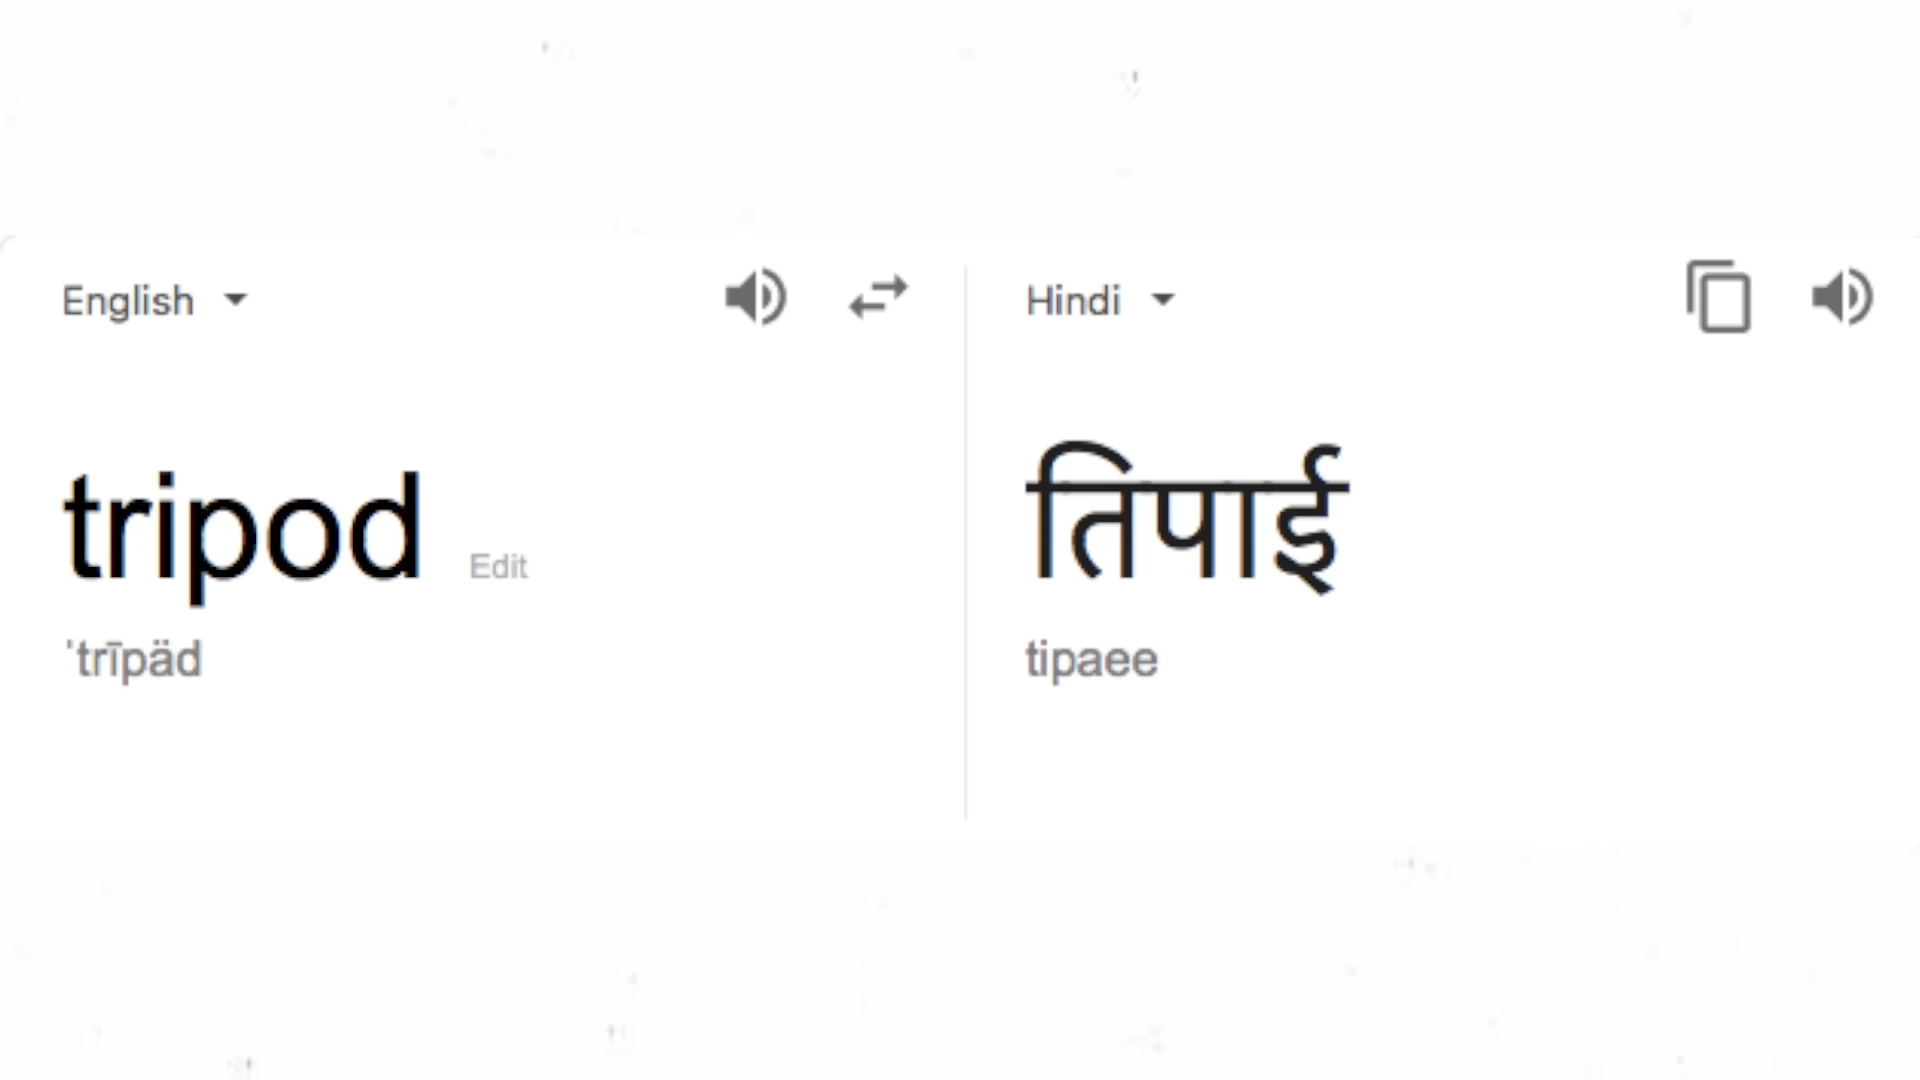 English
Hindi
tripod Edit
ˈtrīpäd
तिपाई
tipaee